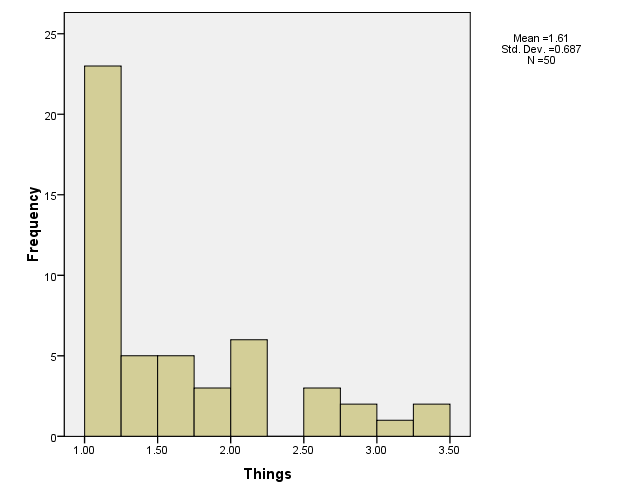 Mean =1.61
Std. Dev. =0.687
N =50
25
20
15
10
5
0
Frequency
1.00 1.50 2.00 2.50 3.00 3.50
Things